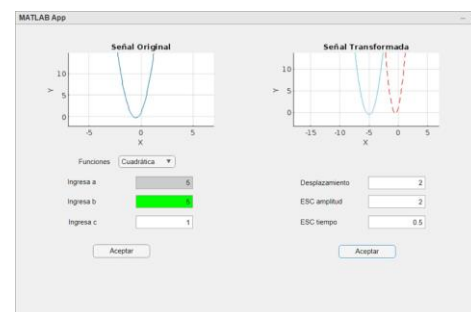 MATLAB App
Señal Original
10
5
0
Y
-5 0 5
X
Funciones Cuadrática
Ingresa a 5
Ingresa b 5
Ingresa c 1
Aceptar
Señal Transformada
10
5
0
Y
-15 -10 -5 0 5
X
Desplazamiento 2
ESC amplitud 2
ESC tiempo 0.5
Aceptar